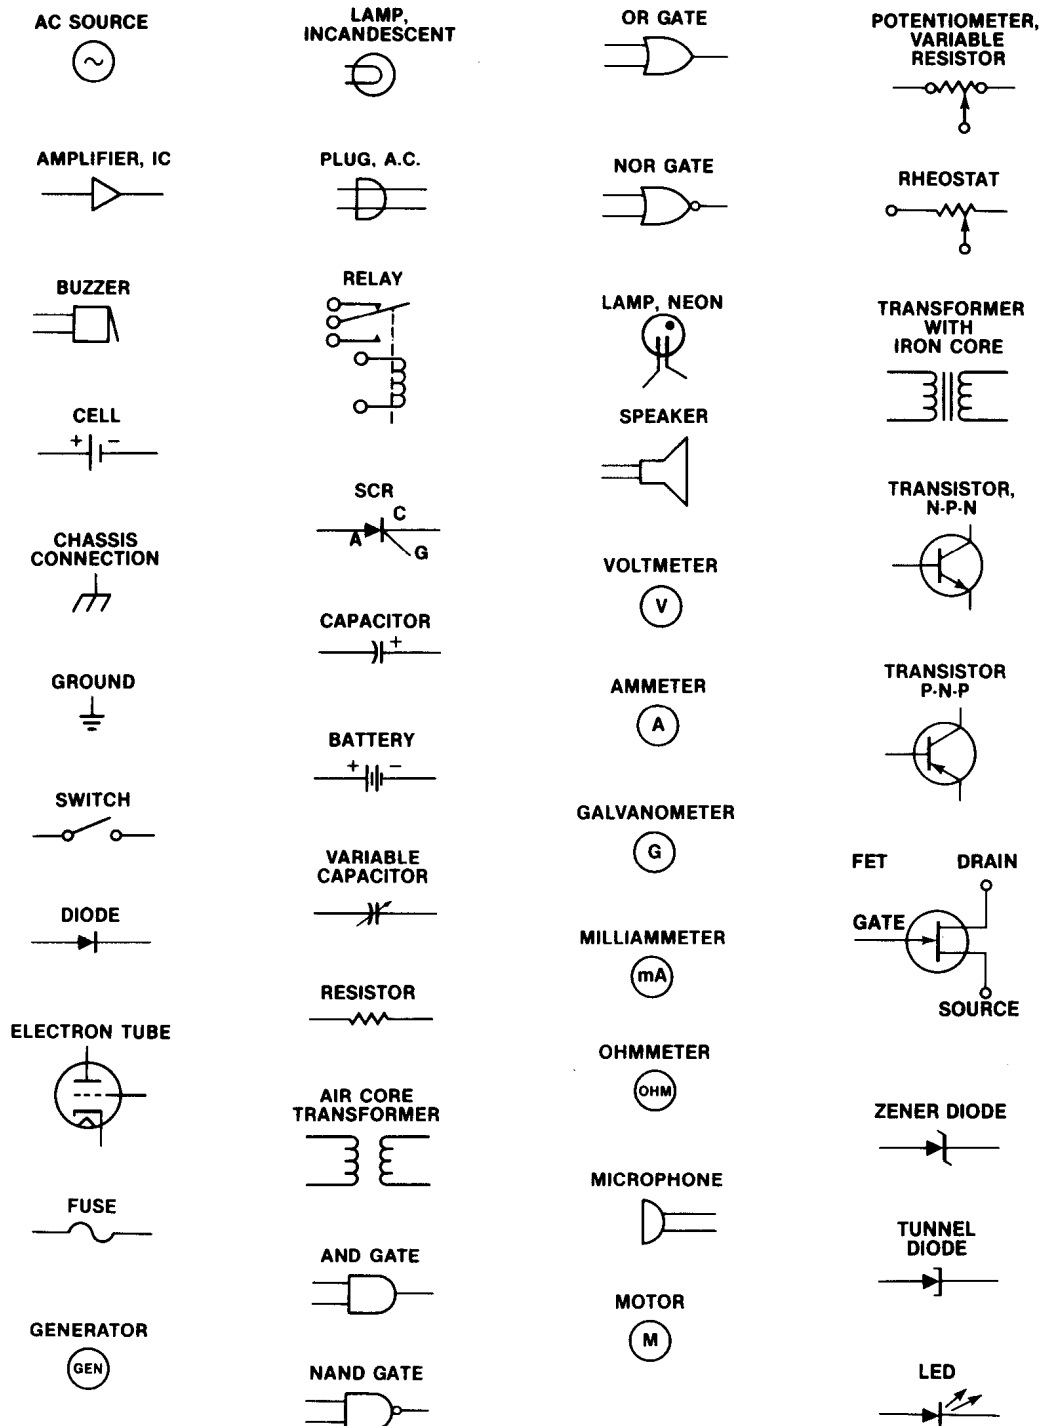 AC SOURCE
AMPLIFIER, IC
BUZZER
CELL
+ −
CHASSIS
CONNECTION
GROUND
SWITCH
DIODE
ELECTRON TUBE
FUSE
GENERATOR
GEN
LAMP,
INCANDESCENT
PLUG, A.C.
RELAY
SCR
C
A
G
CAPACITOR
+
BATTERY
+ −
VARIABLE
CAPACITOR
RESISTOR
AIR CORE
TRANSFORMER
AND GATE
NAND GATE
OR GATE
NOR GATE
LAMP, NEON
SPEAKER
VOLTMETER
V
AMMETER
A
GALVANOMETER
G
MILLIAMMETER
mA
OHMMETER
OHM
MICROPHONE
MOTOR
M
POTENTIOMETER,
VARIABLE
RESISTOR
RHEOSTAT
TRANSFORMER
WITH
IRON CORE
TRANSISTOR,
N-P-N
TRANSISTOR
P-N-P
FET DRAIN
GATE
SOURCE
ZENER DIODE
TUNNEL
DIODE
LED